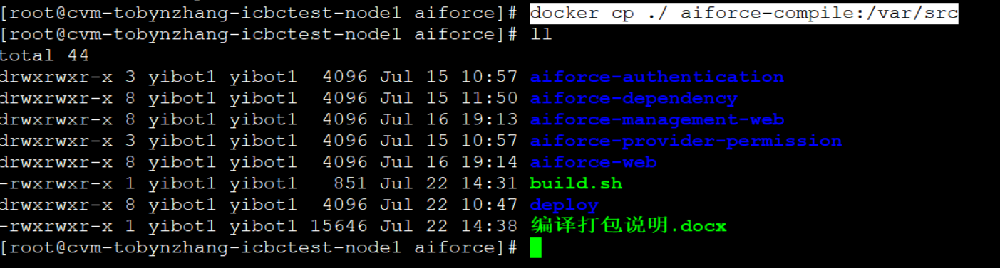 [root@cvm-tobynzhang-icbctest-node1 aiforce]# docker cp ./ aiforce-compile:/var/src
[root@cvm-tobynzhang-icbctest-node1 aiforce]# ll
total 44
drwxrwxr-x 3 yibot1 yibot1  4096 Jul 15 10:57 aiforce-authentication
drwxrwxr-x 8 yibot1 yibot1  4096 Jul 15 11:50 aiforce-dependency
drwxrwxr-x 8 yibot1 yibot1  4096 Jul 16 19:13 aiforce-management-web
drwxrwxr-x 3 yibot1 yibot1  4096 Jul 15 10:57 aiforce-provider-permission
drwxrwxr-x 8 yibot1 yibot1  4096 Jul 16 19:14 aiforce-web
-rwxrwxr-x 1 yibot1 yibot1   851 Jul 22 14:31 build.sh
drwxrwxr-x 8 yibot1 yibot1  4096 Jul 22 10:47 deploy
-rwxrwxr-x 1 yibot1 yibot1 15646 Jul 22 14:38 编译打包说明.docx
[root@cvm-tobynzhang-icbctest-node1 aiforce]#